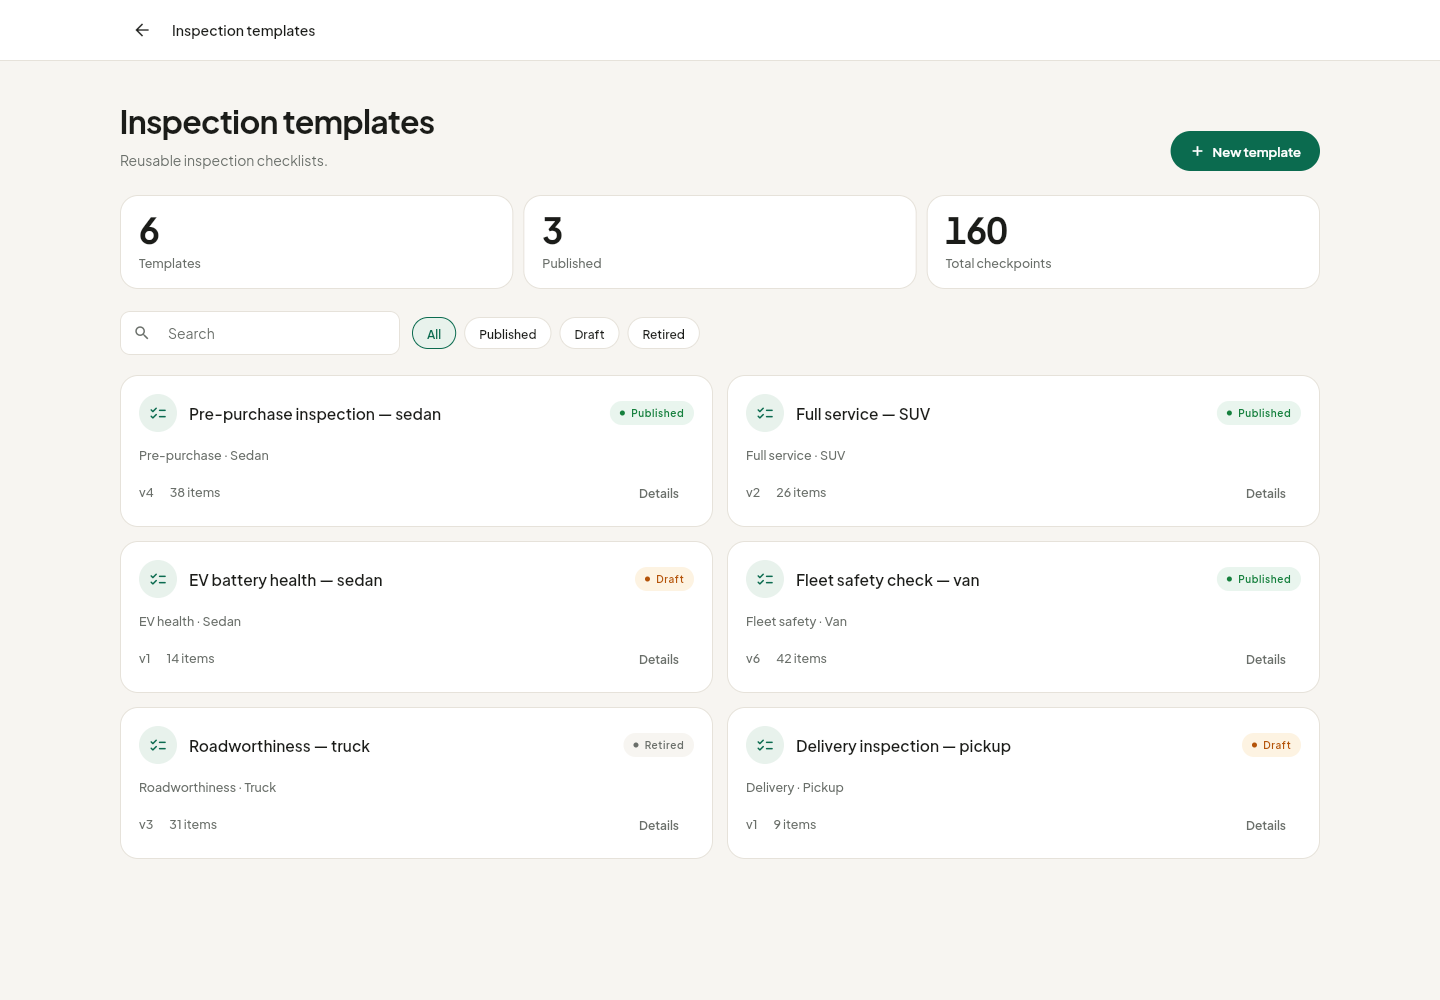 Inspection templates
Inspection templates
Reusable inspection checklists.
New template
6
Templates
3
Published
160
Total checkpoints
Search
All
Published
Draft
Retired
Pre-purchase inspection — sedan
Published
Pre-purchase · Sedan
v4 38 items
Details
Full service — SUV
Published
Full service · SUV
v2 26 items
Details
EV battery health — sedan
Draft
EV health · Sedan
v1 14 items
Details
Fleet safety check — van
Published
Fleet safety · Van
v6 42 items
Details
Roadworthiness — truck
Retired
Roadworthiness · Truck
v3 31 items
Details
Delivery inspection — pickup
Draft
Delivery · Pickup
v1 9 items
Details